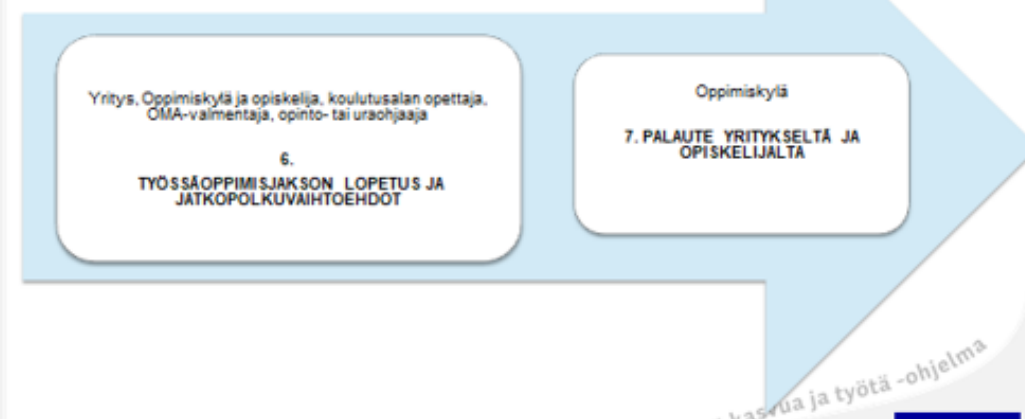 Yritys, Oppimiskylä ja opiskelija, koulutusalan opettaja,
OMA-valmentaja, opinto- tai uraohjaaja
6.
TYÖSSÄOPPIMISJAKSON LOPETUS JA
JATKOPOLKUVAIHTOEHDOT
Oppimiskylä
7. PALAUTE YRITYKSELTÄ JA
OPISKELIJALTA
kasvua ja työtä -ohjelma